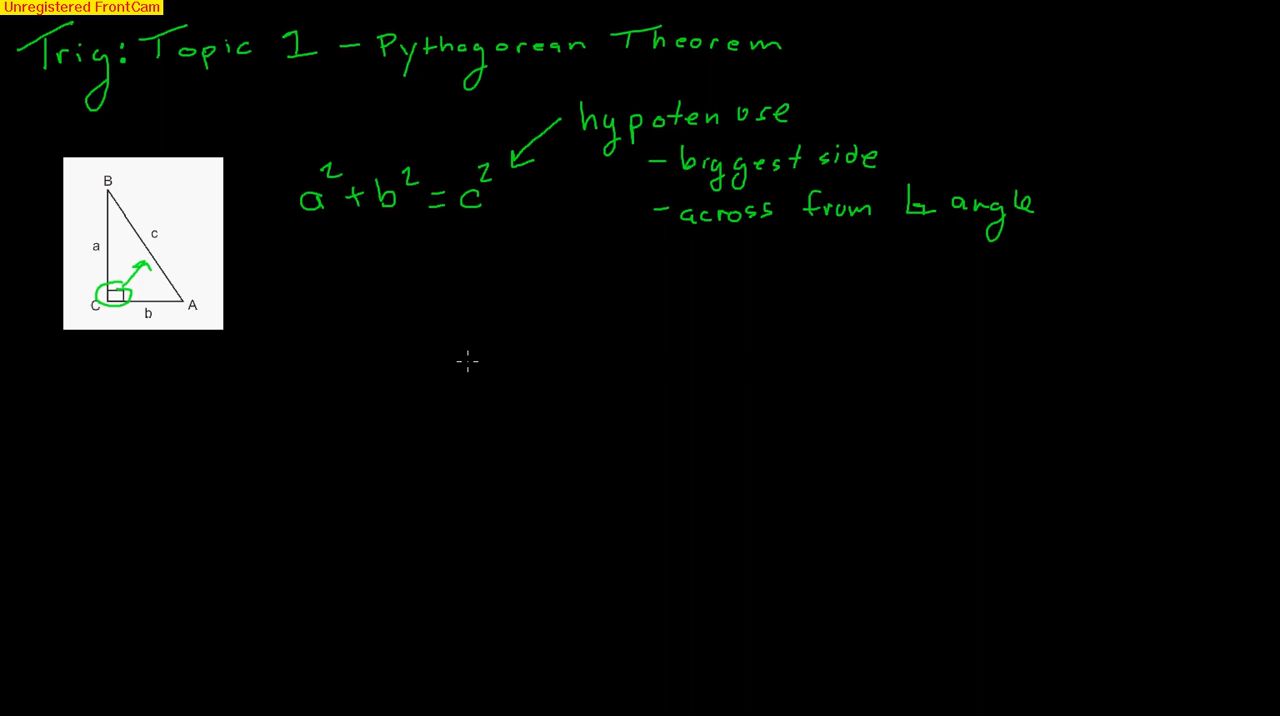 Unregistered FrontCam
Trig: Topic 1 - Pythagorean Theorem
hypotenuse
- biggest side
a² + b² = c²
- across from ∟ angle
B
c
a
C
A
b